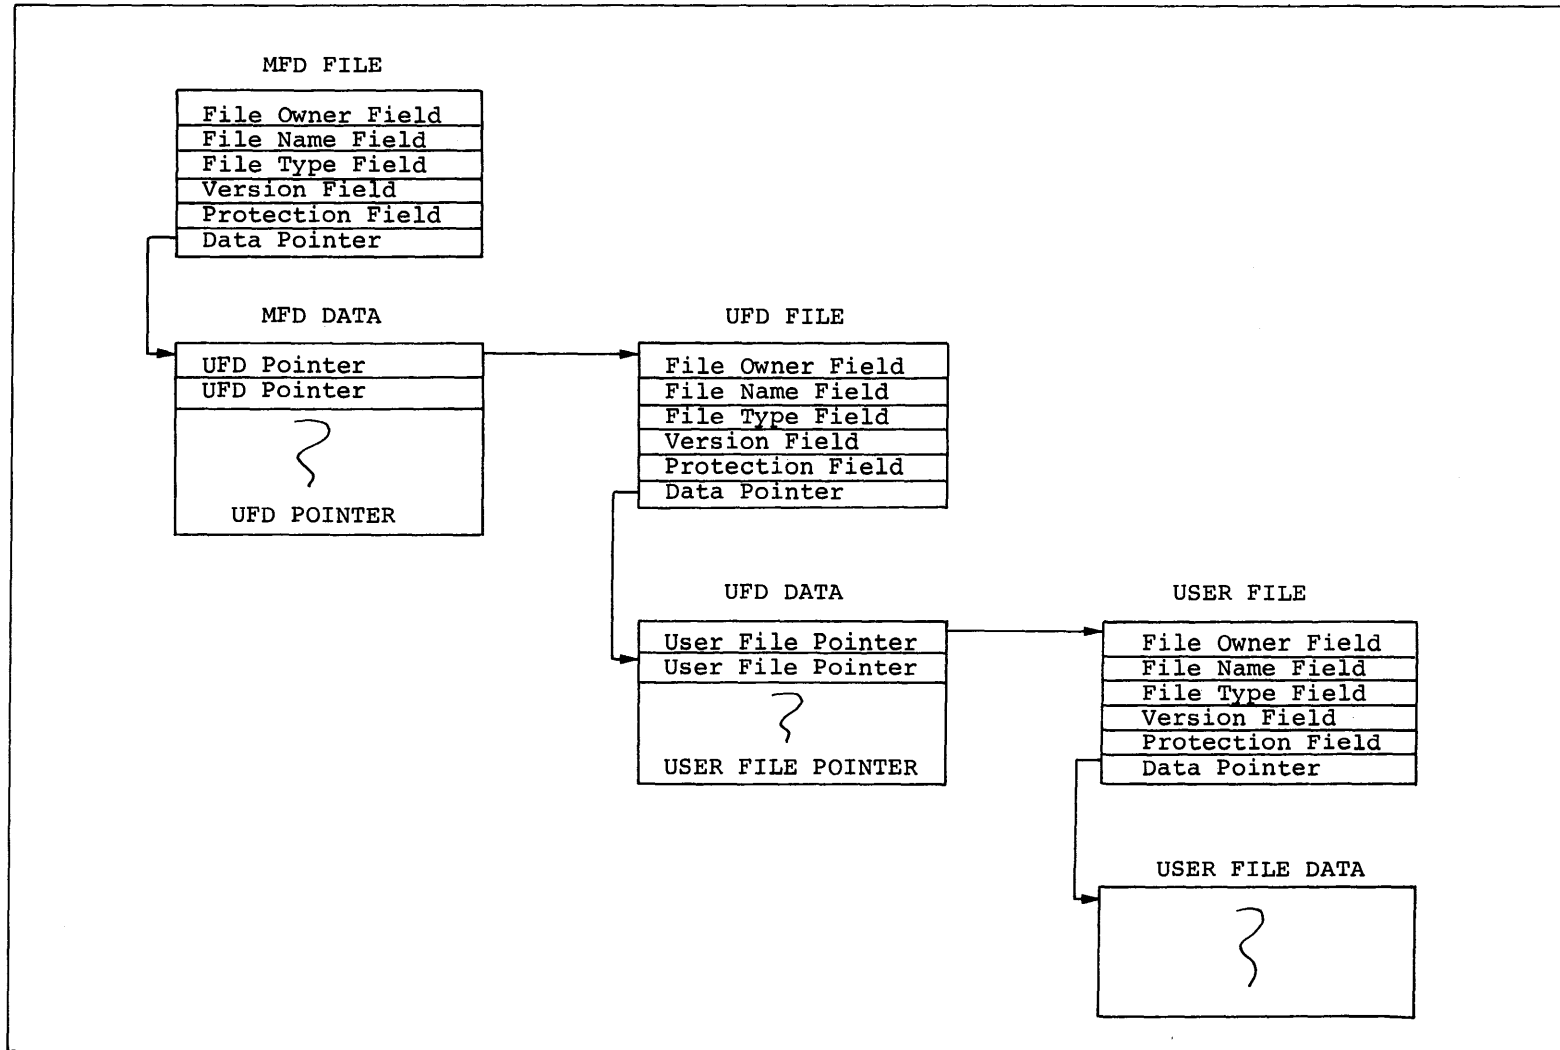 MFD FILE
File Owner Field
File Name Field
File Type Field
Version Field
Protection Field
Data Pointer
MFD DATA
UFD Pointer
UFD Pointer
UFD POINTER
UFD FILE
File Owner Field
File Name Field
File Type Field
Version Field
Protection Field
Data Pointer
UFD DATA
User File Pointer
User File Pointer
USER FILE POINTER
USER FILE
File Owner Field
File Name Field
File Type Field
Version Field
Protection Field
Data Pointer
USER FILE DATA